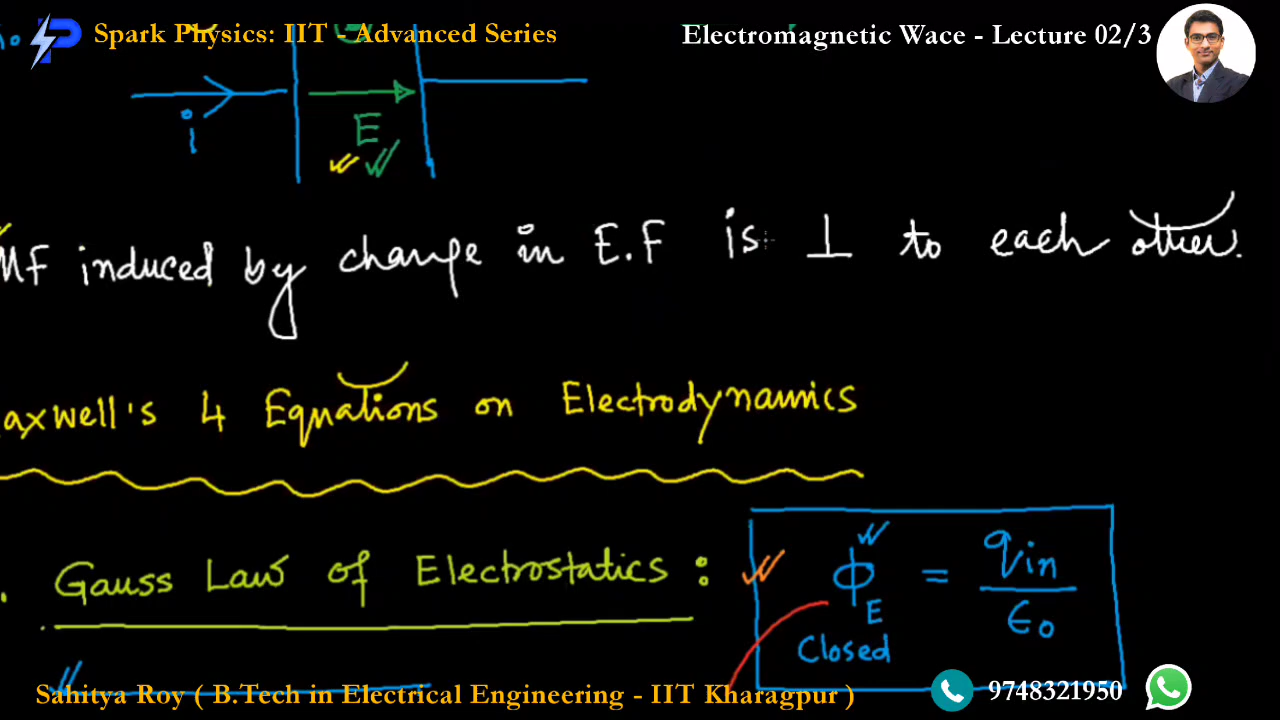 Spark Physics: IIT - Advanced Series
Electromagnetic Wace - Lecture 02/3
i
E
MF induced by change in E.F is ⊥ to each other.
axwell's 4 Equations on Electrodynamics
. Gauss Law of Electrostatics :
ϕE = qin/ϵo
Closed
Sahitya Roy ( B.Tech in Electrical Engineering - IIT Kharagpur )
9748321950